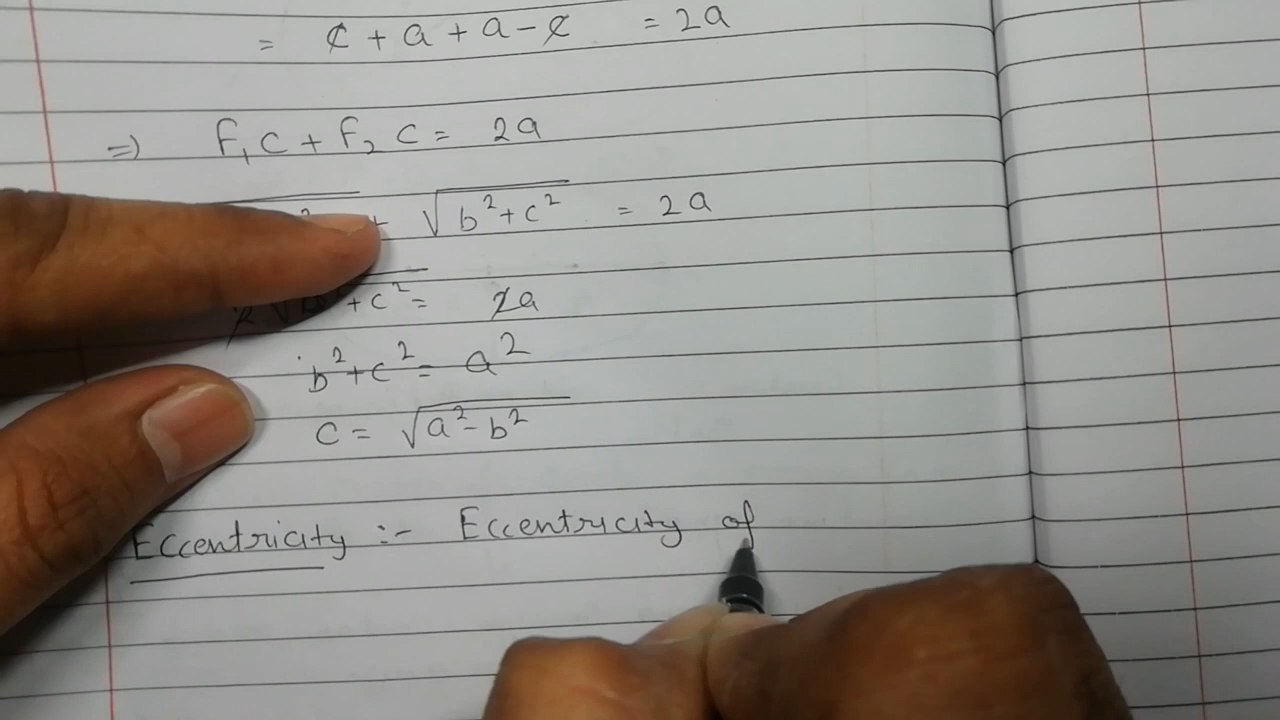 = c + a + a - c = 2a
⇒ F₁C + F₂C = 2a
+ √(b² + c²) = 2a
+ c² = 2a
b² + c² = a²
c = √(a² - b²)
Eccentricity :- Eccentricity of